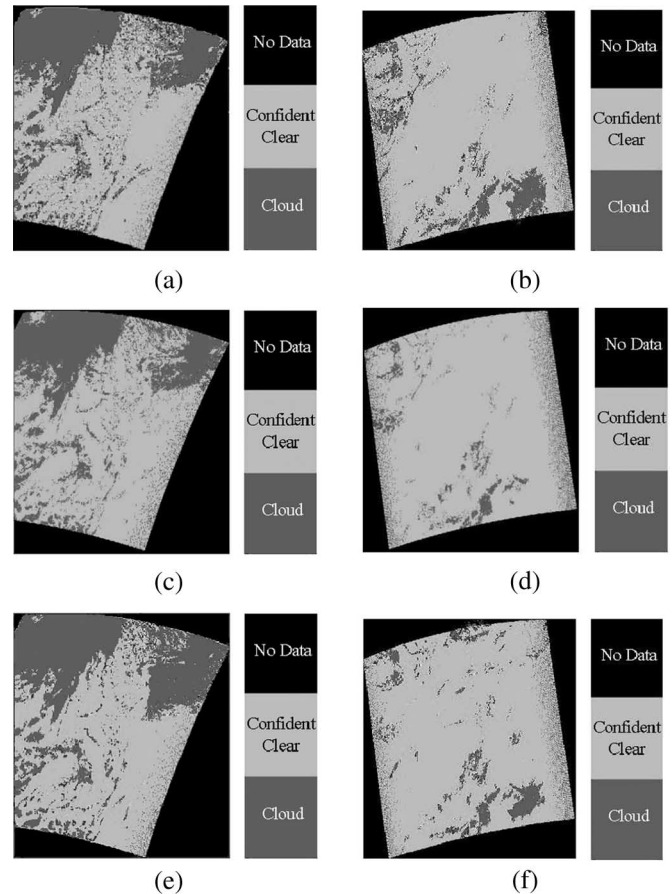 No Data
Confident
Clear
Cloud
(a)
No Data
Confident
Clear
Cloud
(b)
No Data
Confident
Clear
Cloud
(c)
No Data
Confident
Clear
Cloud
(d)
No Data
Confident
Clear
Cloud
(e)
No Data
Confident
Clear
Cloud
(f)